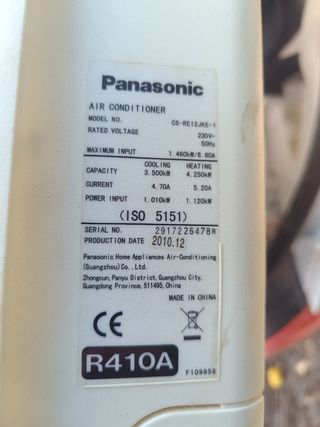 Panasonic
AIR CONDITIONER
MODEL NO. CS-RE12JKE-1
RATED VOLTAGE 230V~
50Hz
MAXIMUM INPUT 1.460kW/6.80A
COOLING HEATING
CAPACITY 3.500kW 4.250kW
CURRENT 4.70A 5.20A
POWER INPUT 1.010kW 1.120kW
(ISO 5151)
SERIAL NO. 2917226478R
PRODUCTION DATE 2010.12
Panasonic Home Appliances Air-Conditioning
(Guangzhou) Co., Ltd.
Zhongcun, Panyu District, Guangzhou City,
Guangdong Province, 511495, China
MADE IN CHINA
CE
R410A
F109858